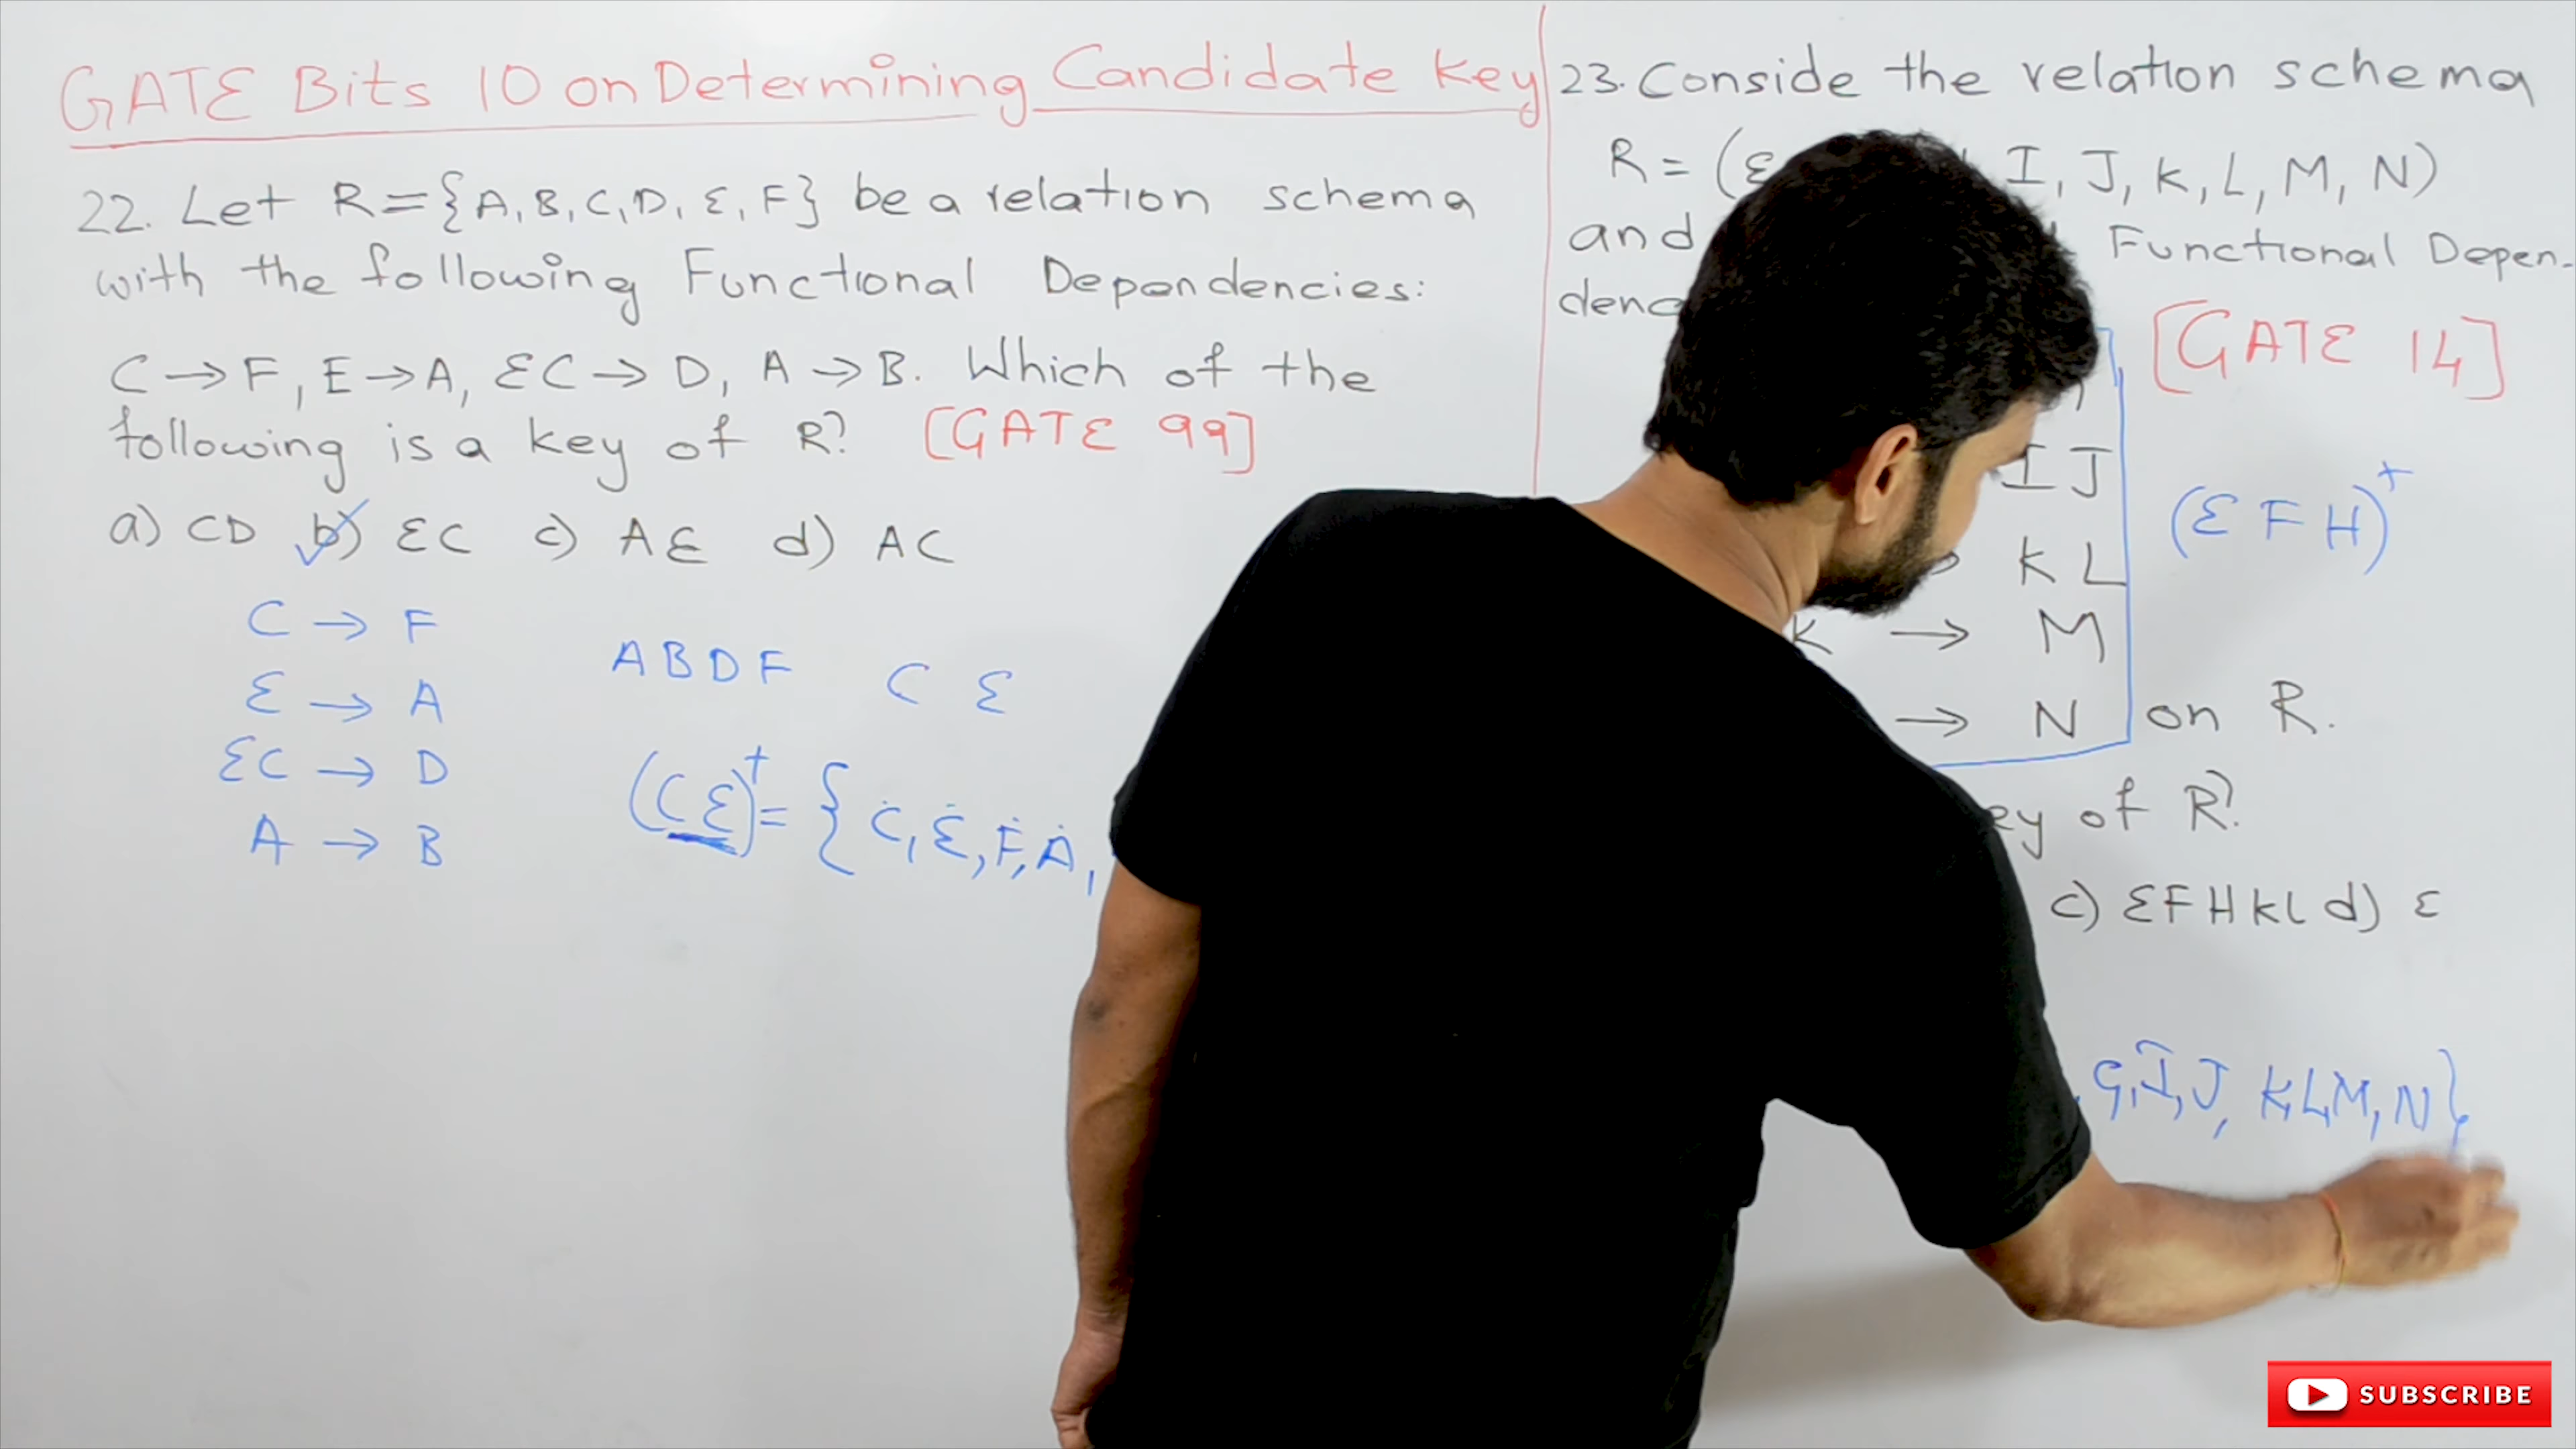 GATE Bits 10 on Determining Candidate Key
22. Let R={A,B,C,D,E,F} be a relation schema
with the following Functional Dependencies:
C→F, E→A, EC→D, A→B. Which of the
following is a key of R? [GATE 99]
a) CD b) EC c) AE d) AC
C → F
E → A
EC → D
A → B
ABDF C E
(CE)⁺= { C, E, F, A,
23. Conside the relation schema
R = (E I, J, K, L, M, N)
and Functional Depen-
[GATE 14]
IJ
(EFH)⁺
KL
K → M
→ N on R.
of R?
c) EFHKL d) E
G, I, J, K, L, M, N}
SUBSCRIBE